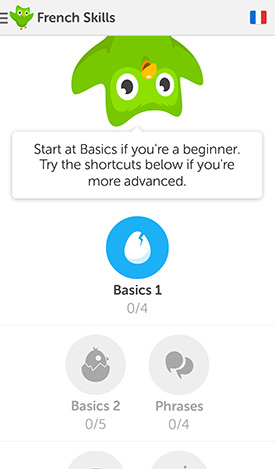 French Skills
Start at Basics if you're a beginner.
Try the shortcuts below if you're
more advanced.
Basics 1
0/4
Basics 2 Phrases
0/5 0/4